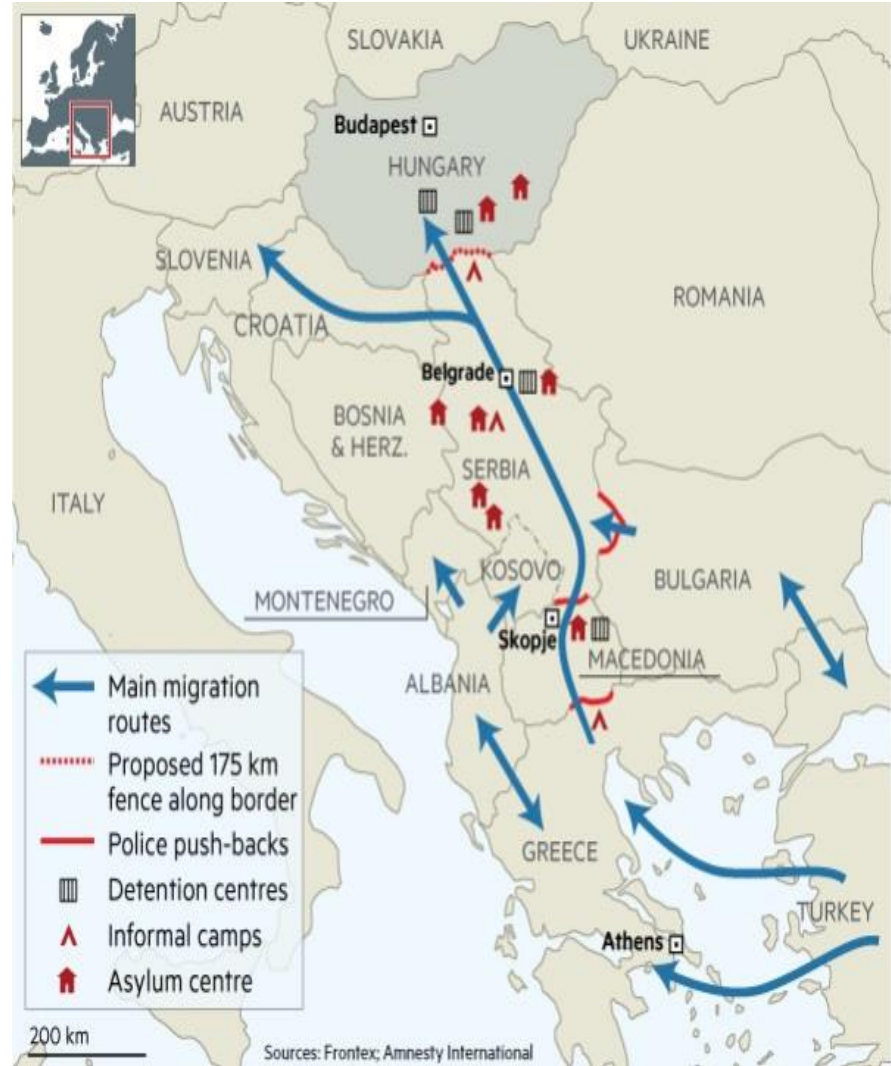 SLOVAKIA
UKRAINE
AUSTRIA
Budapest
HUNGARY
SLOVENIA
ROMANIA
CROATIA
Belgrade
BOSNIA
& HERZ.
SERBIA
ITALY
KOSOVO
BULGARIA
MONTENEGRO
Skopje
MACEDONIA
ALBANIA
Main migration
routes
Proposed 175 km
fence along border
Police push-backs
Detention centres
Informal camps
Asylum centre
GREECE
TURKEY
Athens
200 km
Sources: Frontex; Amnesty International